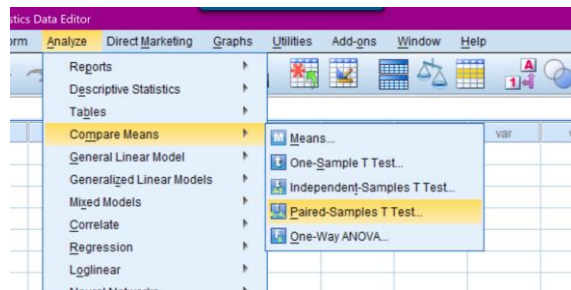 stics Data Editor
orm Analyze Direct Marketing Graphs Utilities Add-ons Window Help
Reports
Descriptive Statistics
Tables
Compare Means
General Linear Model
Generalized Linear Models
Mixed Models
Correlate
Regression
Loglinear
Means...
One-Sample T Test...
Independent-Samples T Test...
Paired-Samples T Test...
One-Way ANOVA...
var
A
1